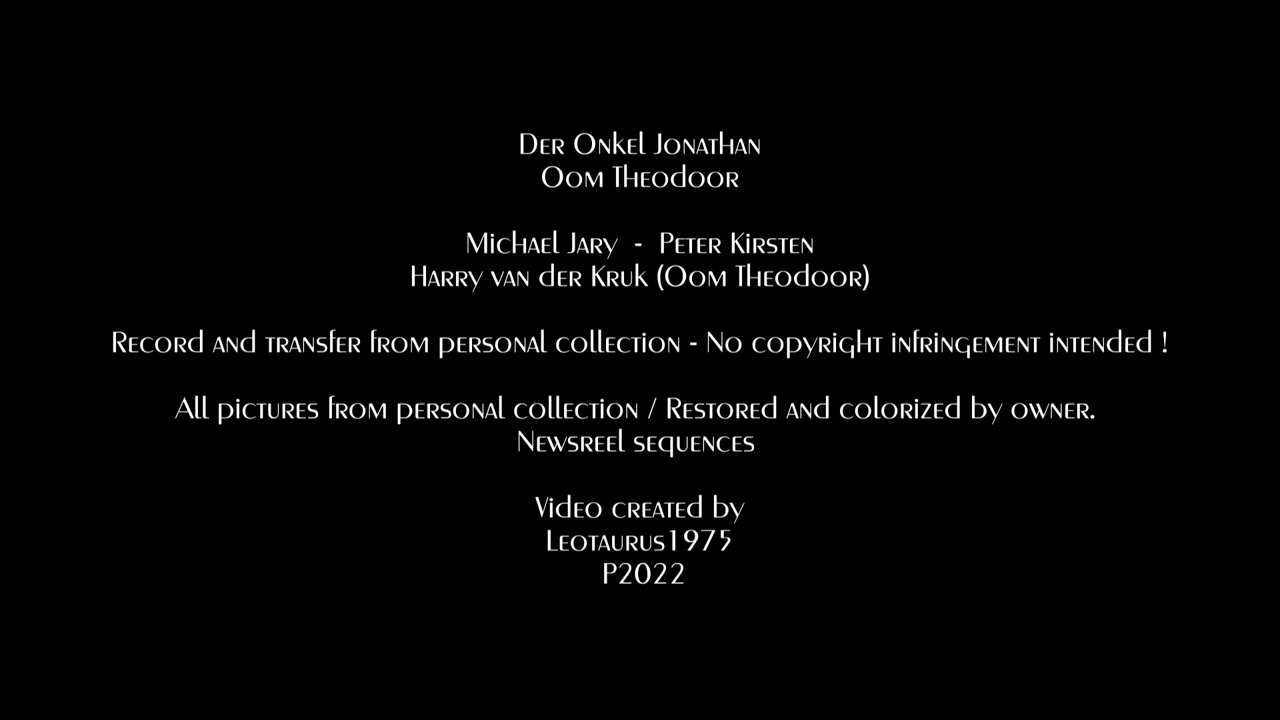 Der Onkel Jonathan
Oom Theodoor
Michael Jary - Peter Kirsten
Harry van der Kruk (Oom Theodoor)
Record and transfer from personal collection - No copyright infringement intended !
All pictures from personal collection / Restored and colorized by owner.
Newsreel sequences
Video created by
Leotaurus1975
P2022